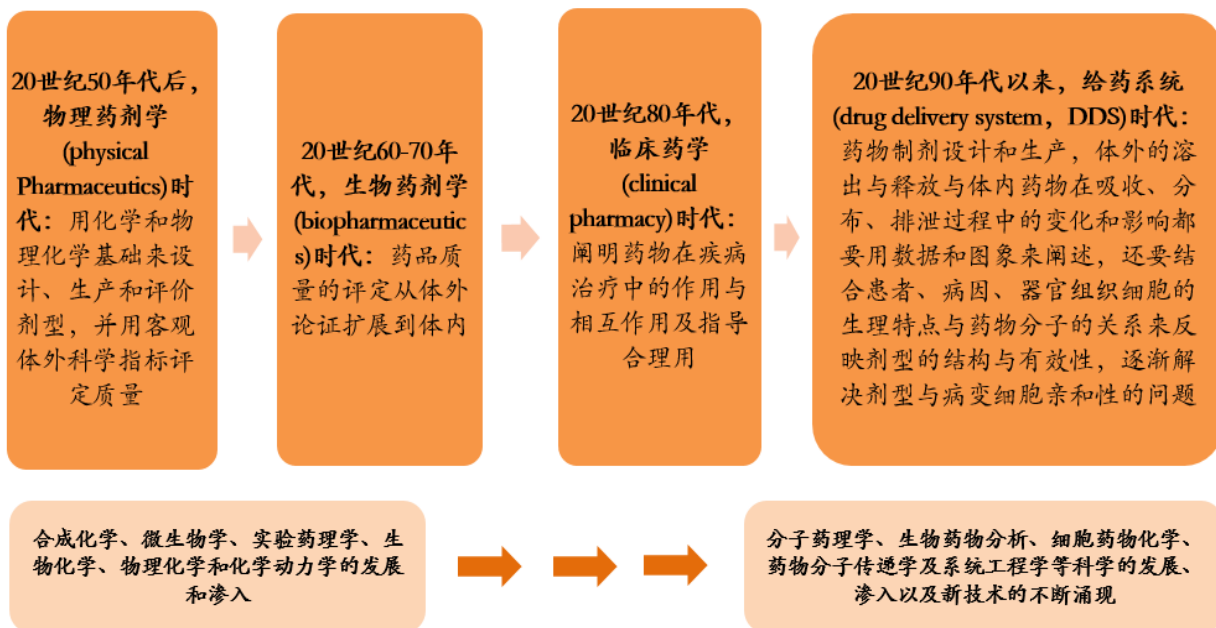 20世纪50年代后，
物理药剂学
(physical
Pharmaceutics)时
代：用化学和物
理化学基础来设
计、生产和评价
剂型，并用客观
体外科学指标评
定质量
20世纪60-70年
代，生物药剂学
(biopharmaceutic
s)时代：药品质
量的评定从体外
论证扩展到体内
20世纪80年代，
临床药学
(clinical
pharmacy)时代：
阐明药物在疾病
治疗中的作用与
相互作用及指导
合理用
20世纪90年代以来，给药系统
(drug delivery system，DDS)时代：
药物制剂设计和生产，体外的溶
出与释放与体内药物在吸收、分
布、排泄过程中的变化和影响都
要用数据和图象来阐述，还要结
合患者、病因、器官组织细胞的
生理特点与药物分子的关系来反
映剂型的结构与有效性，逐渐解
决剂型与病变细胞亲和性的问题
合成化学、微生物学、实验药理学、生
物化学、物理化学和化学动力学的发展
和渗入
分子药理学、生物药物分析、细胞药物化学、
药物分子传递学及系统工程学等科学的发展、
渗入以及新技术的不断涌现